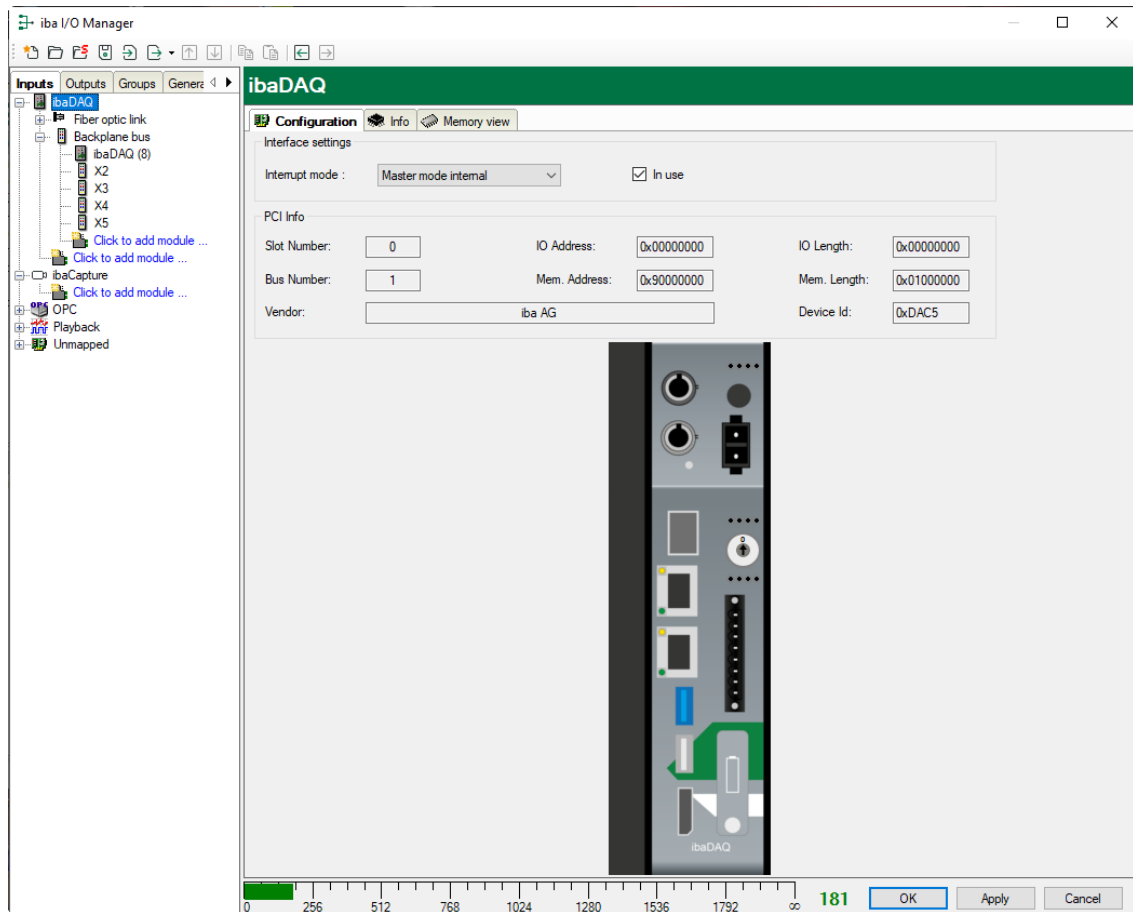 iba I/O Manager
Inputs Outputs Groups Genera
ibaDAQ
Fiber optic link
Backplane bus
ibaDAQ (8)
X2
X3
X4
X5
Click to add module ...
Click to add module ...
ibaCapture
Click to add module ...
OPC OPC
Playback
Unmapped
ibaDAQ
Configuration Info Memory view
Interface settings
Interrupt mode : Master mode internal In use
PCI Info
Slot Number: 0 IO Address: 0x00000000 IO Length: 0x00000000
Bus Number: 1 Mem. Address: 0x90000000 Mem. Length: 0x01000000
Vendor: iba AG Device Id: 0xDAC5
0
ibaDAQ
0 256 512 768 1024 1280 1536 1792 ∞ 181 OK Apply Cancel